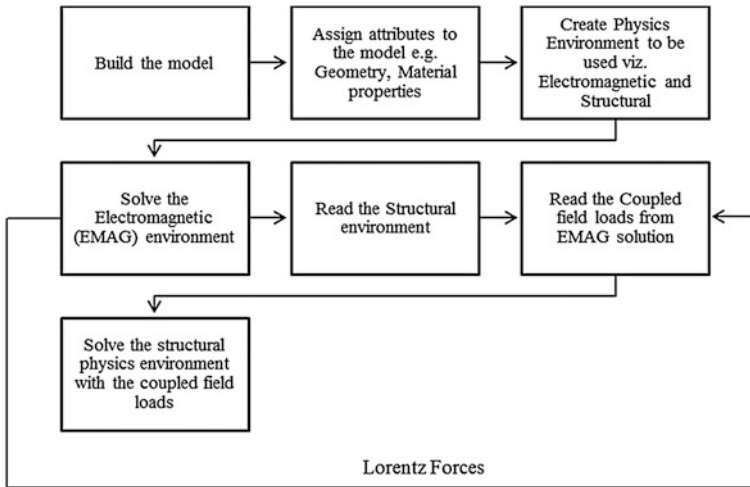 Build the model
Assign attributes to
the model e.g.
Geometry, Material
properties
Create Physics
Environment to be
used viz.
Electromagnetic and
Structural
Solve the
Electromagnetic
(EMAG) environment
Read the Structural
environment
Read the Coupled
field loads from
EMAG solution
Solve the structural
physics environment
with the coupled field
loads
Lorentz Forces